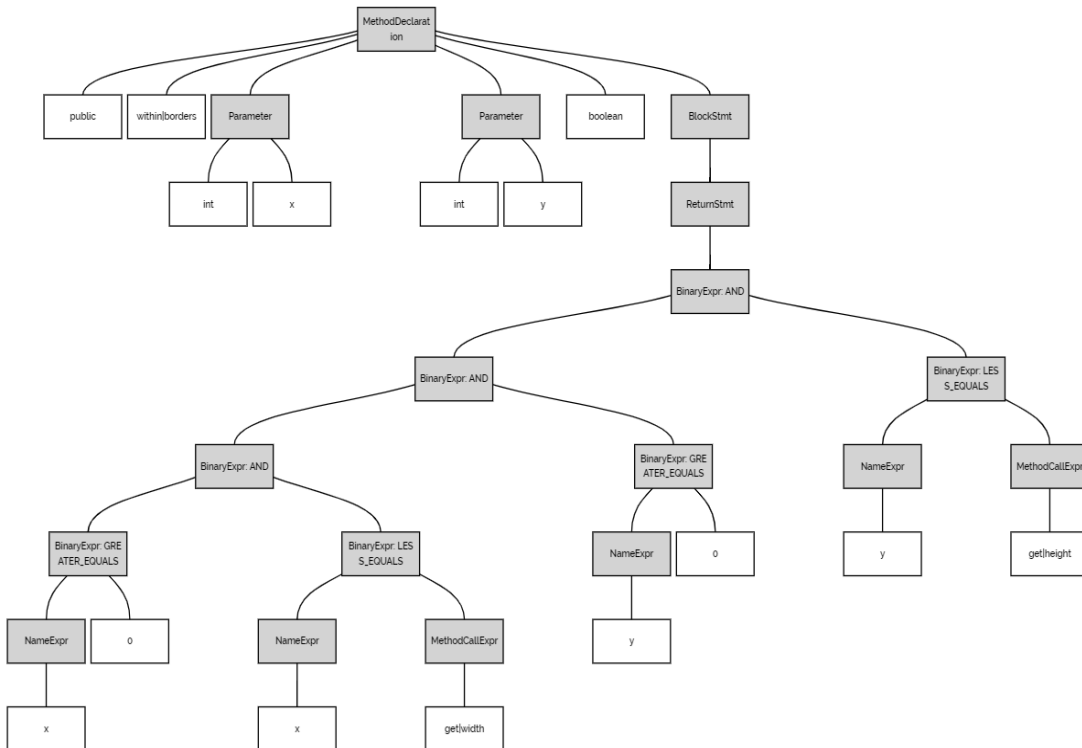 MethodDeclarat
ion
public
within|borders
Parameter
Parameter
boolean
BlockStmt
int
x
int
y
ReturnStmt
BinaryExpr: AND
BinaryExpr: AND
BinaryExpr: LES
S_EQUALS
BinaryExpr: AND
BinaryExpr: GRE
ATER_EQUALS
NameExpr
MethodCallExpr
BinaryExpr: GRE
ATER_EQUALS
BinaryExpr: LES
S_EQUALS
NameExpr
0
y
get|height
NameExpr
0
NameExpr
MethodCallExpr
y
x
x
get|width